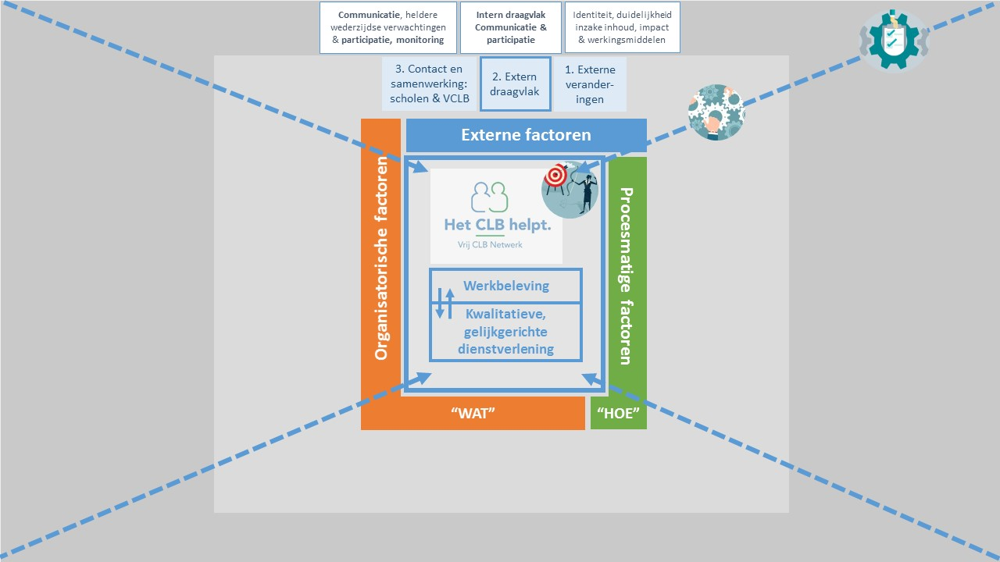 Communicatie, heldere
wederzijdse verwachtingen
& participatie, monitoring
Intern draagvlak
Communicatie &
participatie
Identiteit, duidelijkheid
inzake inhoud, impact
& werkingsmiddelen
3. Contact en
samenwerking:
scholen & VCLB
2. Extern
draagvlak
1. Externe
verander-
ingen
Externe factoren
Organisatorische factoren
Procesmatige factoren
Het CLB helpt.
Vrij CLB Netwerk
Werkbeleving
Kwalitatieve,
gelijkgerichte
dienstverlening
“WAT”
“HOE”